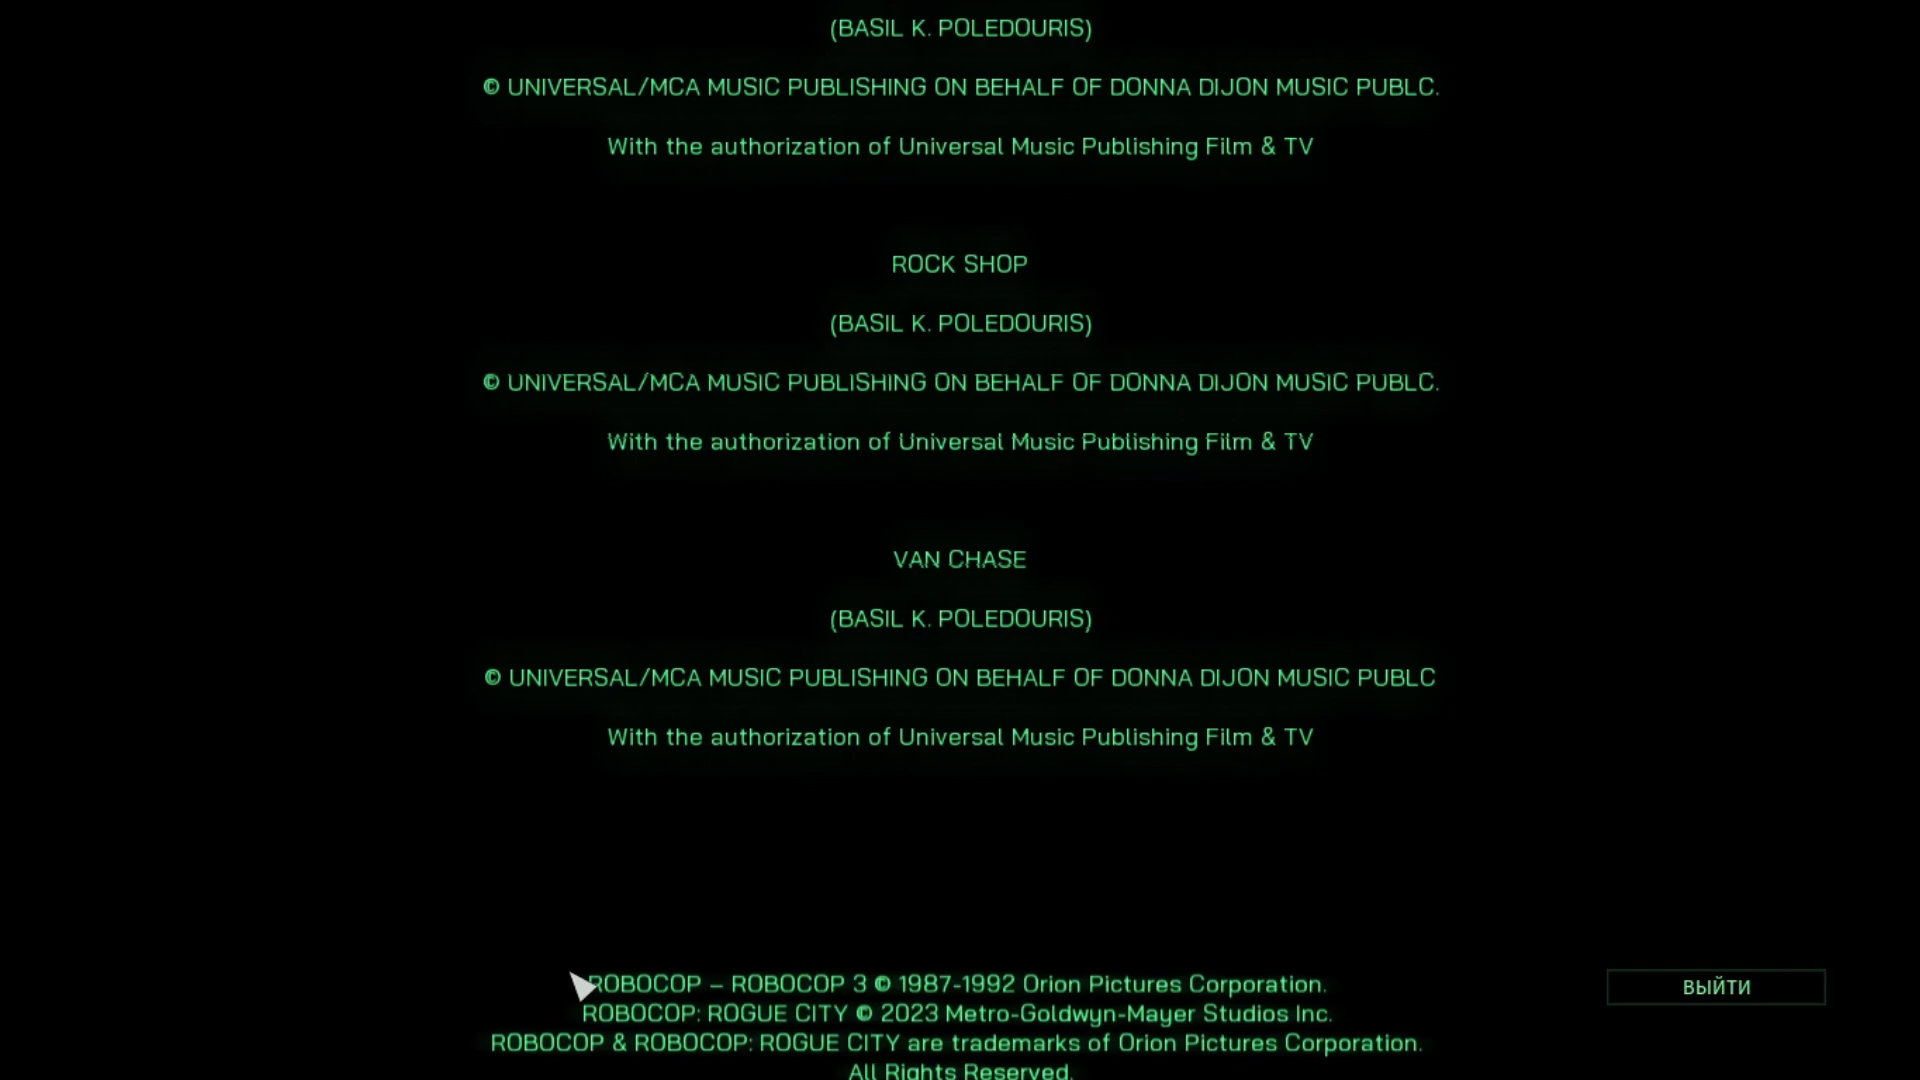 (BASIL K. POLEDOURIS)
© UNIVERSAL/MCA MUSIC PUBLISHING ON BEHALF OF DONNA DIJON MUSIC PUBLC.
With the authorization of Universal Music Publishing Film & TV
ROCK SHOP
(BASIL K. POLEDOURIS)
© UNIVERSAL/MCA MUSIC PUBLISHING ON BEHALF OF DONNA DIJON MUSIC PUBLC.
With the authorization of Universal Music Publishing Film & TV
VAN CHASE
(BASIL K. POLEDOURIS)
© UNIVERSAL/MCA MUSIC PUBLISHING ON BEHALF OF DONNA DIJON MUSIC PUBLC
With the authorization of Universal Music Publishing Film & TV
ROBOCOP – ROBOCOP 3 © 1987-1992 Orion Pictures Corporation.
ВЫЙТИ
ROBOCOP: ROGUE CITY © 2023 Metro-Goldwyn-Mayer Studios Inc.
ROBOCOP & ROBOCOP: ROGUE CITY are trademarks of Orion Pictures Corporation.
All Rights Reserved.